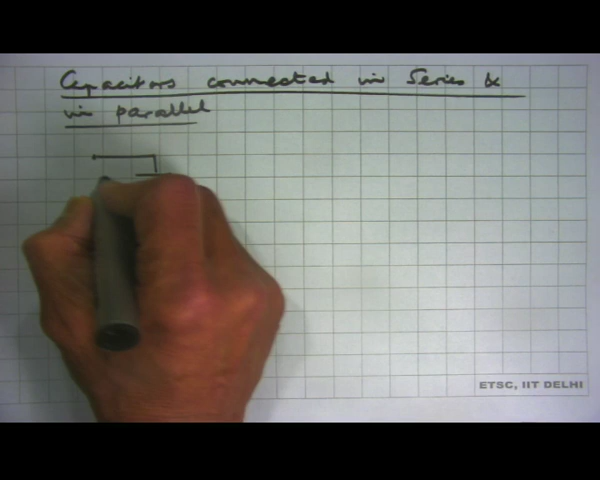 Capacitors connected in Series &
in parallel
ETSC, IIT DELHI